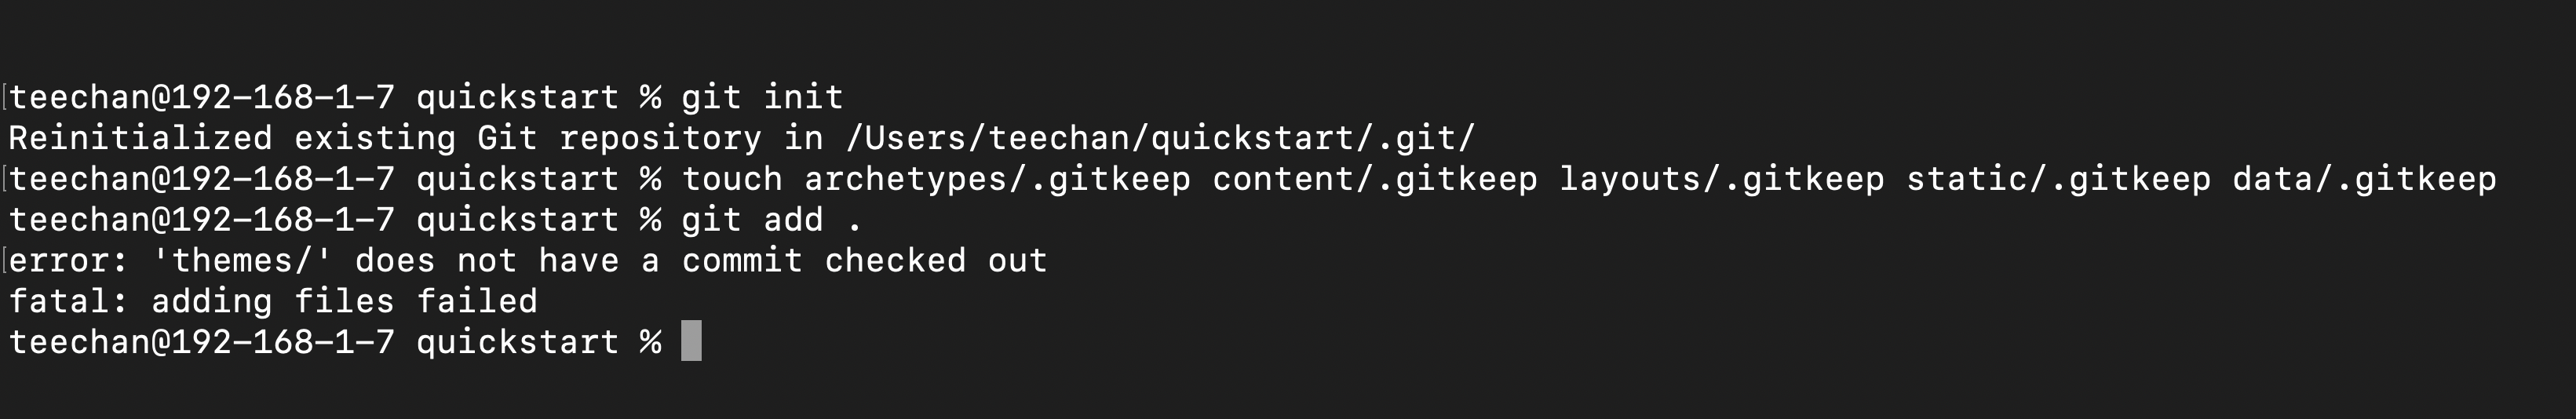 [teechan@192-168-1-7 quickstart % git init
Reinitialized existing Git repository in /Users/teechan/quickstart/.git/
[teechan@192-168-1-7 quickstart % touch archetypes/.gitkeep content/.gitkeep layouts/.gitkeep static/.gitkeep data/.gitkeep
teechan@192-168-1-7 quickstart % git add .
[error: 'themes/' does not have a commit checked out
fatal: adding files failed
teechan@192-168-1-7 quickstart %